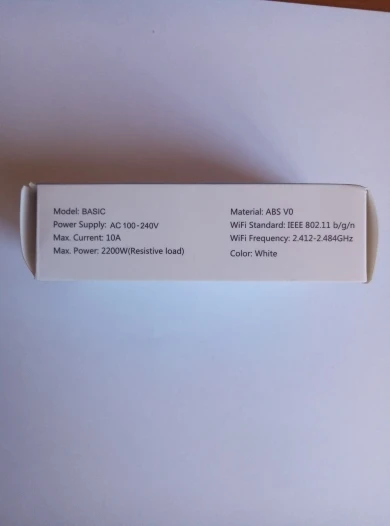 Model: BASIC
Power Supply: AC 100-240V
Max. Current: 10A
Max. Power: 2200W(Resistive load)
Material: ABS V0
WiFi Standard: IEEE 802.11 b/g/n
WiFi Frequency: 2.412-2.484GHz
Color: White